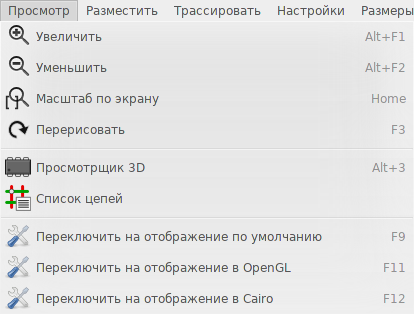 Просмотр Разместить Трассировать Настройки Размеры
Увеличить Alt+F1
Уменьшить Alt+F2
Масштаб по экрану Home
Перерисовать F3
Просмотрщик 3D Alt+3
Список цепей
Переключить на отображение по умолчанию F9
Переключить на отображение в OpenGL F11
Переключить на отображение в Cairo F12